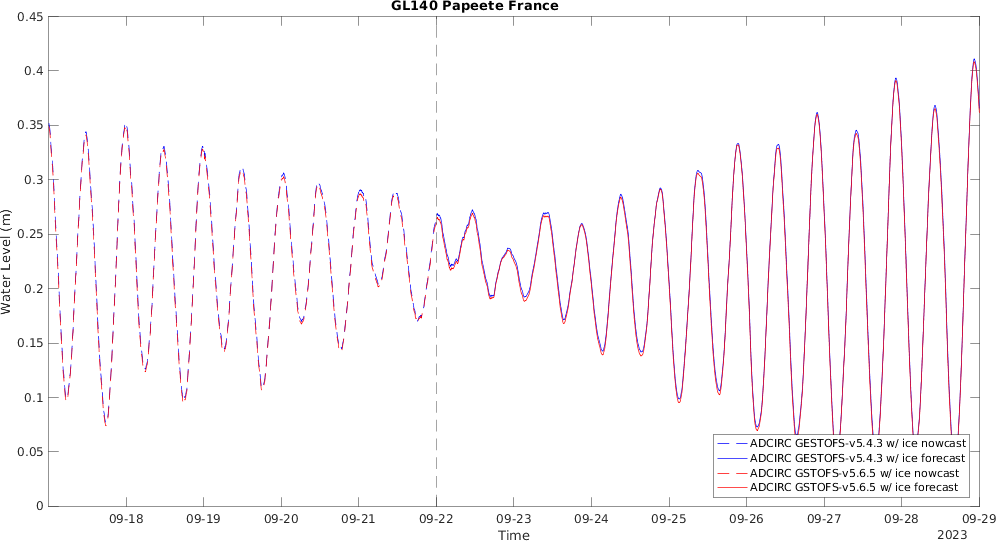 GL140 Papeete France
0.45
0.4
0.35
0.3
0.25
0.2
0.15
0.1
0.05
0
Water Level (m)
ADCIRC GESTOFS-v5.4.3 w/ ice nowcast
ADCIRC GESTOFS-v5.4.3 w/ ice forecast
ADCIRC GSTOFS-v5.6.5 w/ ice nowcast
ADCIRC GSTOFS-v5.6.5 w/ ice forecast
09-18 09-19 09-20 09-21 09-22 09-23 09-24 09-25 09-26 09-27 09-28 09-29
Time
2023